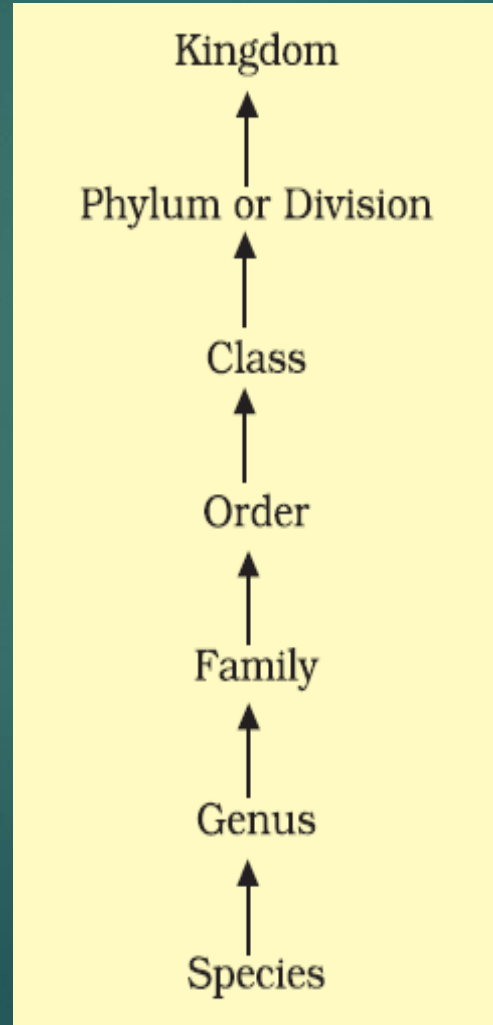 Kingdom
Phylum or Division
Class
Order
Family
Genus
Species